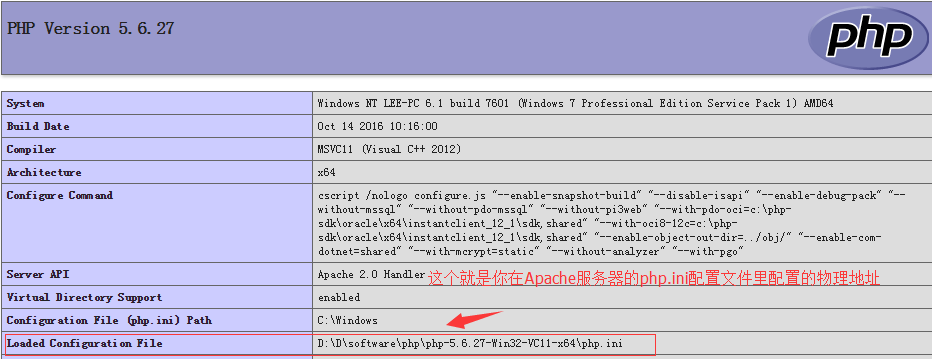 PHP Version 5.6.27
php
System Windows NT LEE-PC 6.1 build 7601 (Windows 7 Professional Edition Service Pack 1) AMD64
Build Date Oct 14 2016 10:16:00
Compiler MSVC11 (Visual C++ 2012)
Architecture x64
Configure Command cscript /nologo configure.js "--enable-snapshot-build" "--disable-isapi" "--enable-debug-pack" "--
without-mssql" "--without-pdo-mssql" "--without-pi3web" "--with-pdo-oci=c:\php-
sdk\oracle\x64\instantclient_12_1\sdk,shared" "--with-oci8-12c=c:\php-
sdk\oracle\x64\instantclient_12_1\sdk,shared" "--enable-object-out-dir=../obj/" "--enable-com-
dotnet=shared" "--with-mcrypt=static" "--without-analyzer" "--with-pgo"
Server API Apache 2.0 Handler 这个就是你在Apache服务器的php.ini配置文件里配置的物理地址
Virtual Directory Support enabled
Configuration File (php.ini) Path C:\Windows
Loaded Configuration File D:\D\software\php\php-5.6.27-Win32-VC11-x64\php.ini